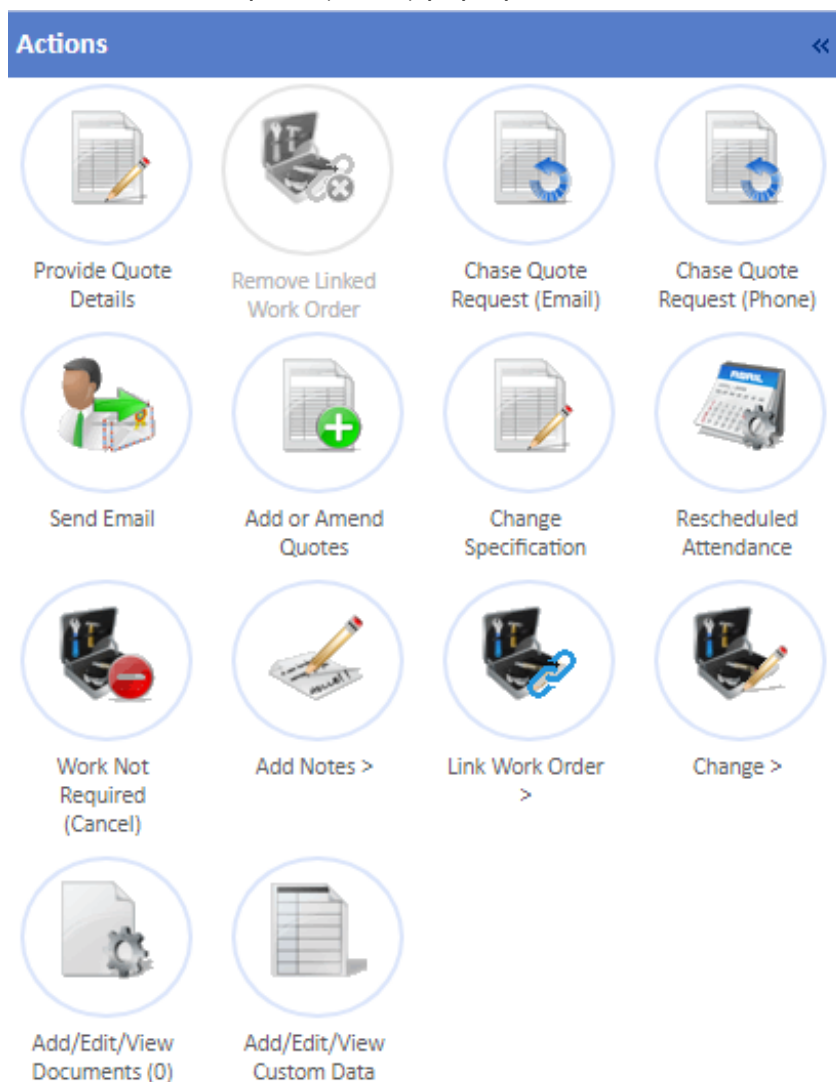 Actions «
Provide Quote
Details
Remove Linked
Work Order
Chase Quote
Request (Email)
Chase Quote
Request (Phone)
Send Email
Add or Amend
Quotes
Change
Specification
Rescheduled
Attendance
Work Not
Required
(Cancel)
Add Notes >
Link Work Order
>
Change >
Add/Edit/View
Documents (0)
Add/Edit/View
Custom Data